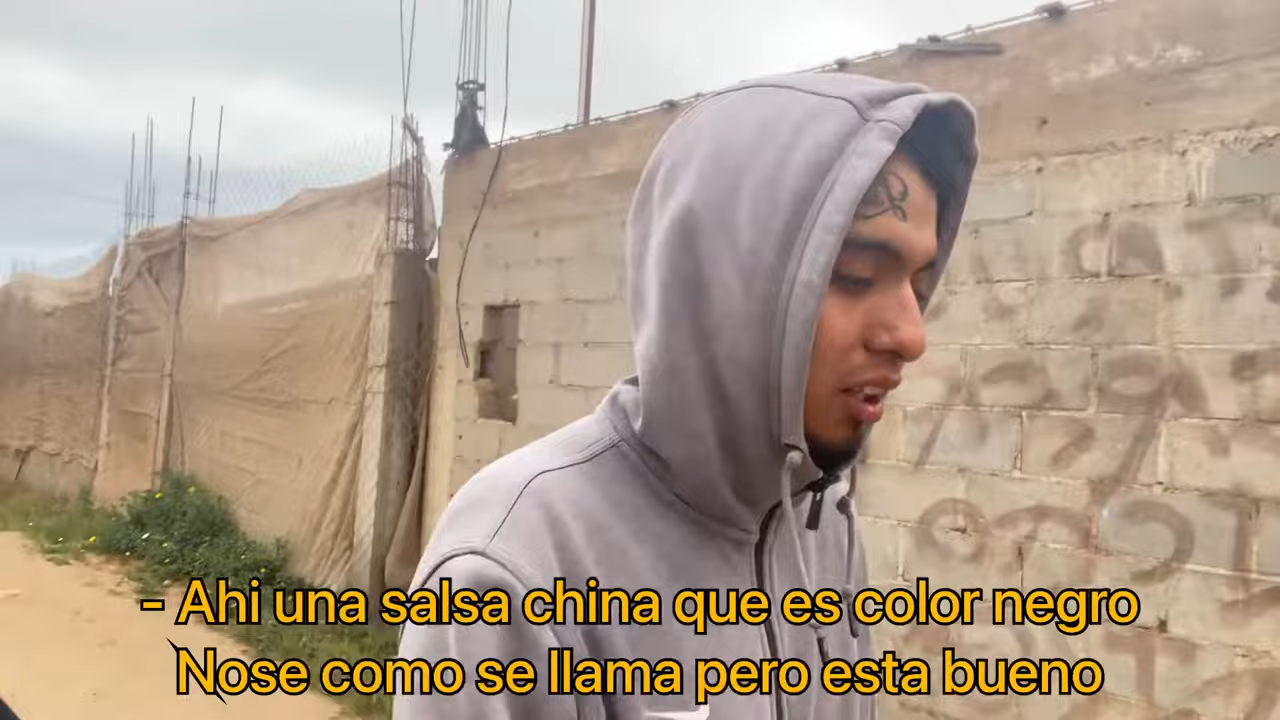 - Ahi una salsa china que es color negro
Nose como se llama pero esta bueno